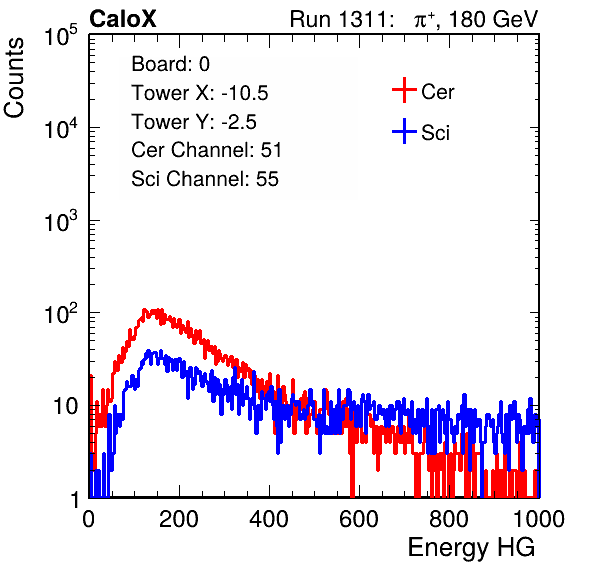 CaloX Run 1311: π⁺, 180 GeV
Counts
10⁵
10⁴
10³
10²
10
1
Board: 0
Tower X: -10.5
Tower Y: -2.5
Cer Channel: 51
Sci Channel: 55
Cer
Sci
0 200 400 600 800 1000
Energy HG